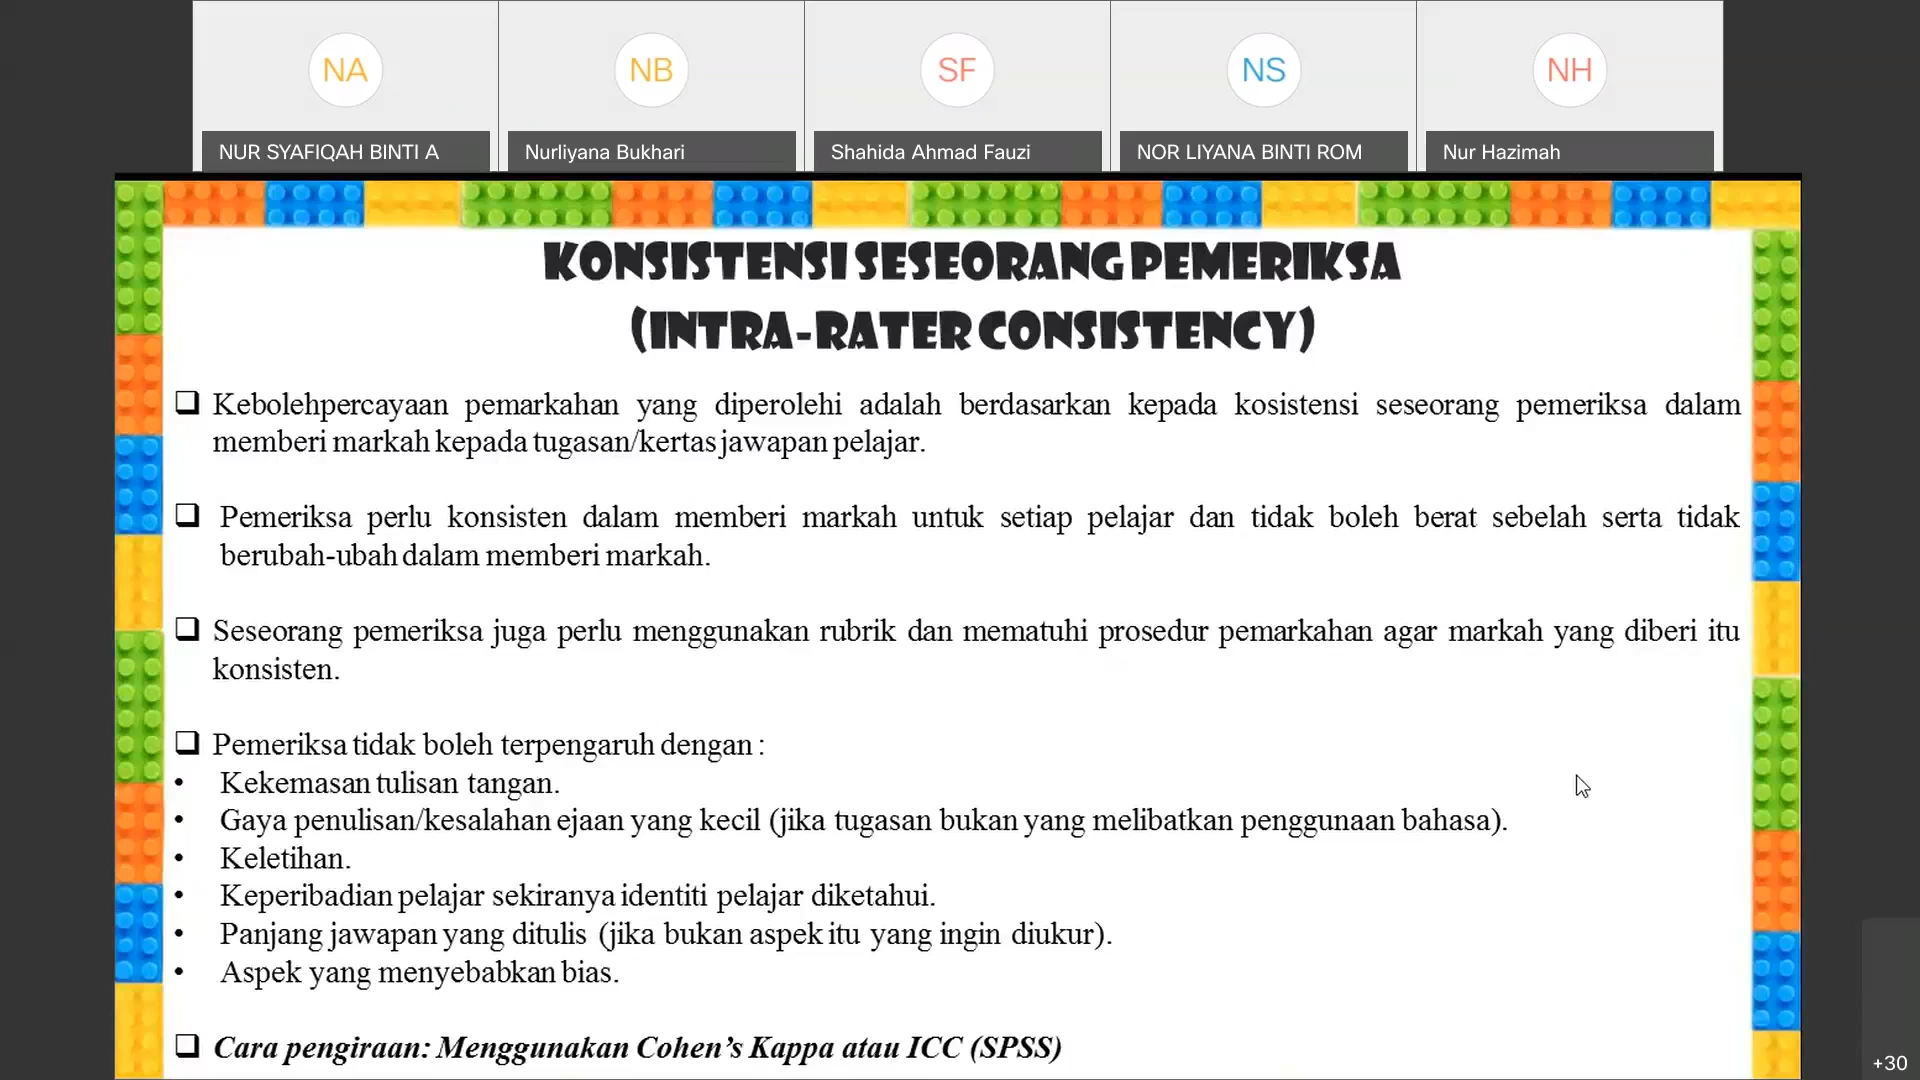 NA
NB
SF
NS
NH
NUR SYAFIQAH BINTI A
Nurliyana Bukhari
Shahida Ahmad Fauzi
NOR LIYANA BINTI ROM
Nur Hazimah
KONSISTENSI SESEORANG PEMERIKSA
(INTRA-RATER CONSISTENCY)
❑ Kebolehpercayaan pemarkahan yang diperolehi adalah berdasarkan kepada kosistensi seseorang pemeriksa dalam
memberi markah kepada tugasan/kertas jawapan pelajar.
❑ Pemeriksa perlu konsisten dalam memberi markah untuk setiap pelajar dan tidak boleh berat sebelah serta tidak
berubah-ubah dalam memberi markah.
❑ Seseorang pemeriksa juga perlu menggunakan rubrik dan mematuhi prosedur pemarkahan agar markah yang diberi itu
konsisten.
❑ Pemeriksa tidak boleh terpengaruh dengan :
• Kekemasan tulisan tangan.
• Gaya penulisan/kesalahan ejaan yang kecil (jika tugasan bukan yang melibatkan penggunaan bahasa).
• Keletihan.
• Keperibadian pelajar sekiranya identiti pelajar diketahui.
• Panjang jawapan yang ditulis (jika bukan aspek itu yang ingin diukur).
• Aspek yang menyebabkan bias.
❑ Cara pengiraan: Menggunakan Cohen’s Kappa atau ICC (SPSS)
+30